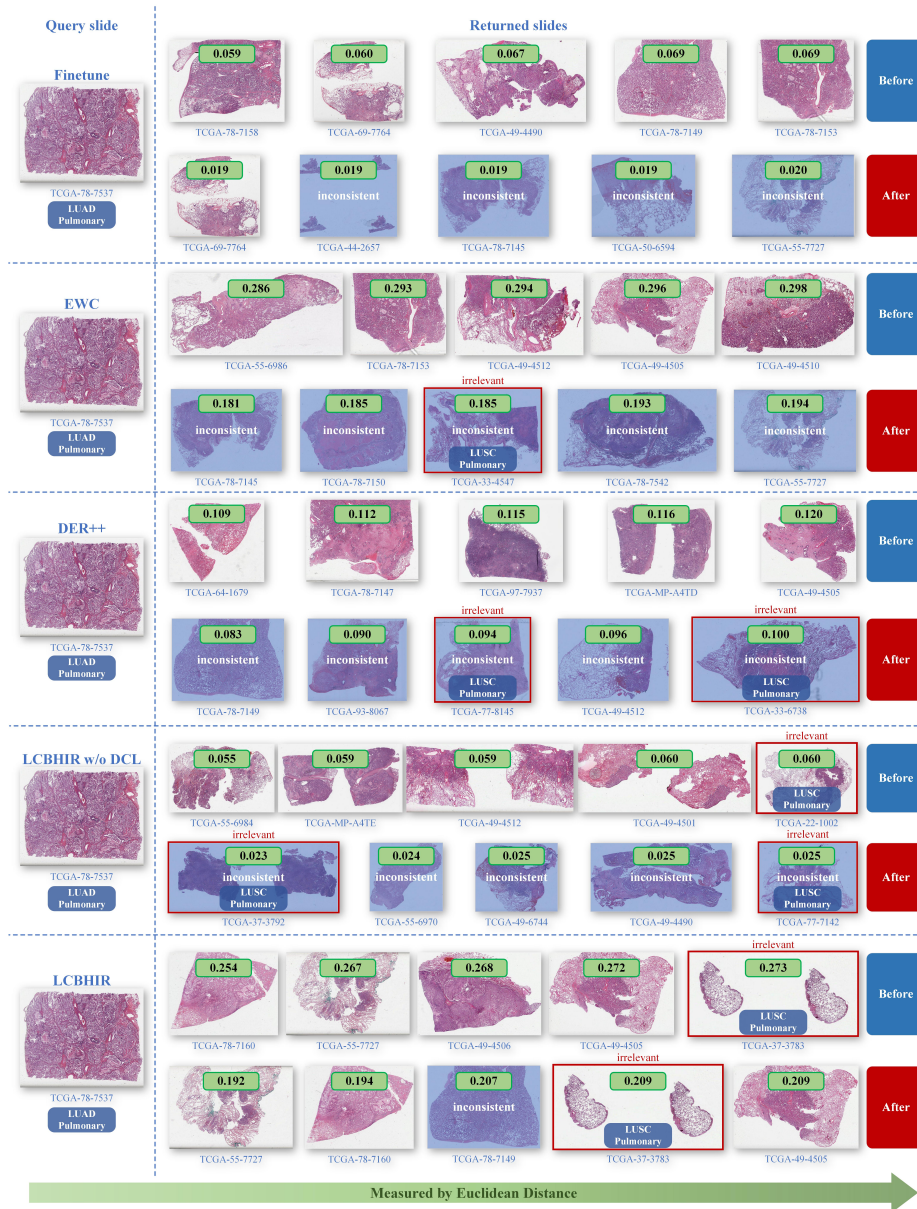 Query slide
Returned slides
Finetune
0.059
0.060
0.067
0.069
0.069
Before
TCGA-78-7158
TCGA-69-7764
TCGA-49-4490
TCGA-78-7149
TCGA-78-7153
TCGA-78-7537
LUAD
Pulmonary
0.019
0.019
inconsistent
0.019
inconsistent
0.019
inconsistent
0.020
inconsistent
After
TCGA-69-7764
TCGA-44-2657
TCGA-78-7145
TCGA-50-6594
TCGA-55-7727
EWC
0.286
0.293
0.294
0.296
0.298
Before
TCGA-55-6986
TCGA-78-7153
TCGA-49-4512
TCGA-49-4505
TCGA-49-4510
TCGA-78-7537
LUAD
Pulmonary
irrelevant
0.181
inconsistent
0.185
inconsistent
0.185
inconsistent
LUSC
Pulmonary
0.193
inconsistent
0.194
inconsistent
After
TCGA-78-7145
TCGA-78-7150
TCGA-33-4547
TCGA-78-7542
TCGA-55-7727
DER++
0.109
0.112
0.115
0.116
0.120
Before
TCGA-64-1679
TCGA-78-7147
TCGA-97-7937
TCGA-MP-A4TD
TCGA-49-4505
TCGA-78-7537
LUAD
Pulmonary
irrelevant
irrelevant
0.083
inconsistent
0.090
inconsistent
0.094
inconsistent
LUSC
Pulmonary
0.096
inconsistent
0.100
inconsistent
LUSC
Pulmonary
After
TCGA-78-7149
TCGA-93-8067
TCGA-77-8145
TCGA-49-4512
TCGA-33-6738
LCBHIR w/o DCL
irrelevant
0.055
0.059
0.059
0.060
0.060
LUSC
Pulmonary
Before
TCGA-55-6984
TCGA-MP-A4TE
TCGA-49-4512
TCGA-49-4501
TCGA-22-1002
TCGA-78-7537
LUAD
Pulmonary
irrelevant
irrelevant
0.023
inconsistent
LUSC
Pulmonary
0.024
inconsistent
0.025
inconsistent
0.025
inconsistent
0.025
inconsistent
LUSC
Pulmonary
After
TCGA-37-3792
TCGA-55-6970
TCGA-49-6744
TCGA-49-4490
TCGA-77-7142
LCBHIR
irrelevant
0.254
0.267
0.268
0.272
0.273
LUSC
Pulmonary
Before
TCGA-78-7160
TCGA-55-7727
TCGA-49-4506
TCGA-49-4505
TCGA-37-3783
TCGA-78-7537
LUAD
Pulmonary
irrelevant
0.192
0.194
0.207
inconsistent
0.209
LUSC
Pulmonary
0.209
After
TCGA-55-7727
TCGA-78-7160
TCGA-78-7149
TCGA-37-3783
TCGA-49-4505
Measured by Euclidean Distance